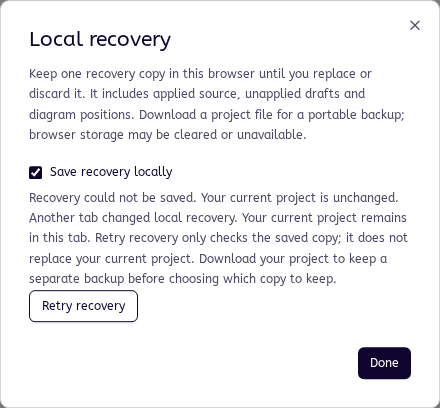 Local recovery
Keep one recovery copy in this browser until you replace or
discard it. It includes applied source, unapplied drafts and
diagram positions. Download a project file for a portable backup;
browser storage may be cleared or unavailable.
Save recovery locally
Recovery could not be saved. Your current project is unchanged.
Another tab changed local recovery. Your current project remains
in this tab. Retry recovery only checks the saved copy; it does not
replace your current project. Download your project to keep a
separate backup before choosing which copy to keep.
Retry recovery
Done